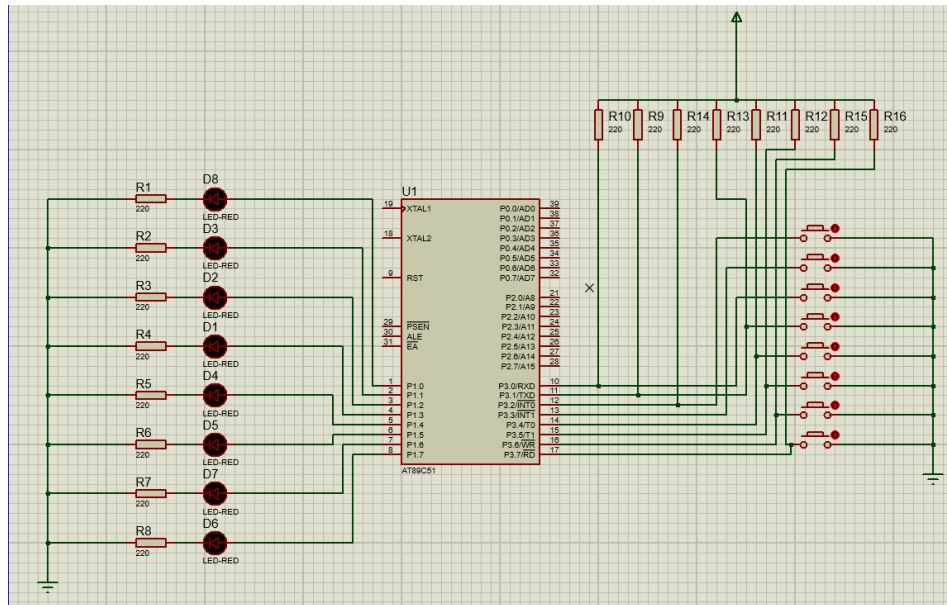 R10 R9 R14 R13 R11 R12 R15 R16
220 220 220 220 220 220 220 220
R1
220
D8
LED-RED
R2
220
D3
LED-RED
R3
220
D2
LED-RED
R4
220
D1
LED-RED
R5
220
D4
LED-RED
R6
220
D5
LED-RED
R7
220
D7
LED-RED
R8
220
D6
LED-RED
U1
19 XTAL1
18 XTAL2
9 RST
29 PSEN
30 ALE
31 EA
1 P1.0
2 P1.1
3 P1.2
4 P1.3
5 P1.4
6 P1.5
7 P1.6
8 P1.7
P0.0/AD0 39
P0.1/AD1 38
P0.2/AD2 37
P0.3/AD3 36
P0.4/AD4 35
P0.5/AD5 34
P0.6/AD6 33
P0.7/AD7 32
P2.0/A8 21
P2.1/A9 22
P2.2/A10 23
P2.3/A11 24
P2.4/A12 25
P2.5/A13 26
P2.6/A14 27
P2.7/A15 28
P3.0/RXD 10
P3.1/TXD 11
P3.2/INT0 12
P3.3/INT1 13
P3.4/T0 14
P3.5/T1 15
P3.6/WR 16
P3.7/RD 17
AT89C51